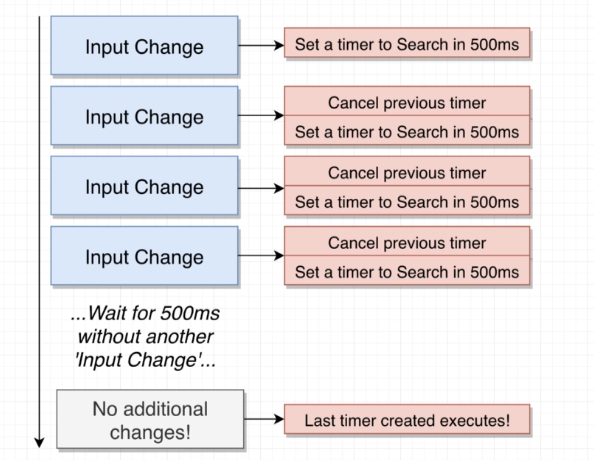 Input Change
Set a timer to Search in 500ms
Input Change
Cancel previous timer
Set a timer to Search in 500ms
Input Change
Cancel previous timer
Set a timer to Search in 500ms
Input Change
Cancel previous timer
Set a timer to Search in 500ms
...Wait for 500ms
without another
'Input Change'...
No additional
changes!
Last timer created executes!